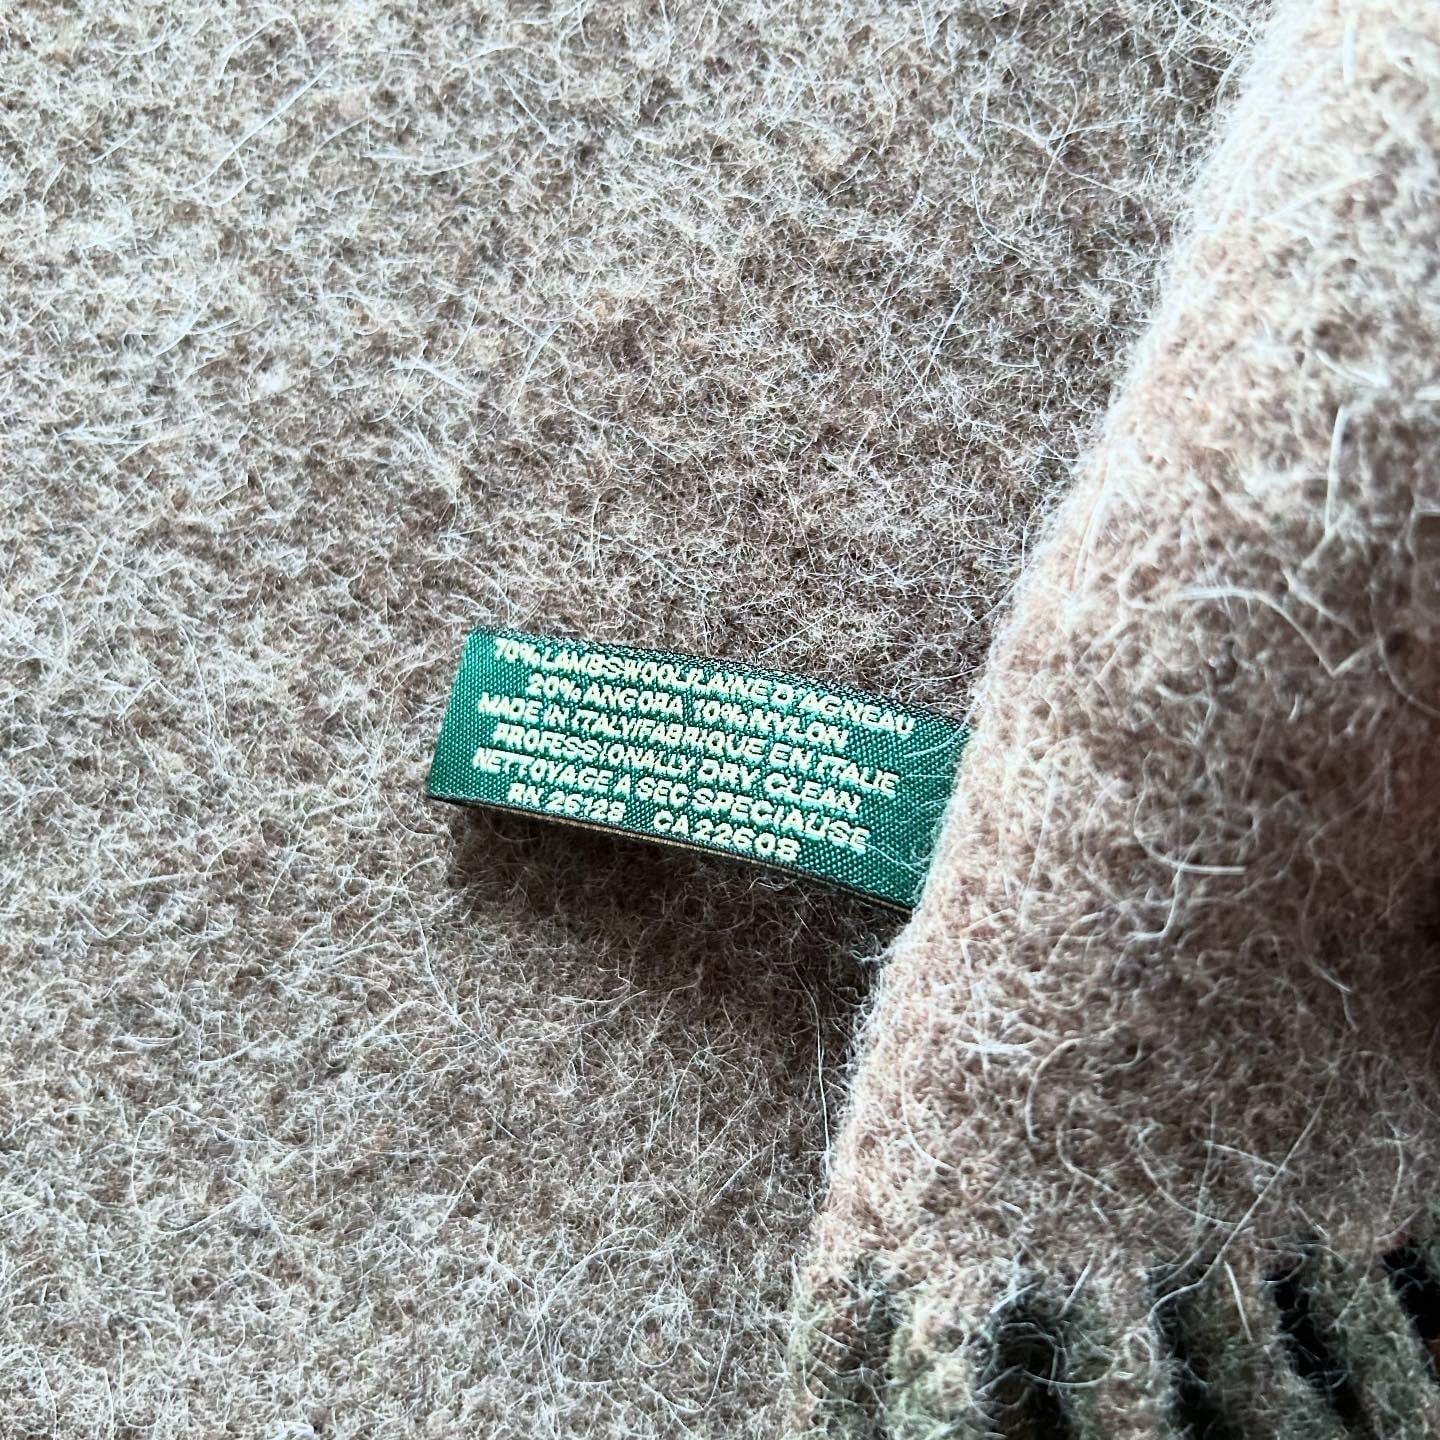 70% LAMBSWOOL/LAINE D'AGNEAU
20% ANGORA, 10% NYLON
MADE IN ITALY/FABRIQUE EN ITALIE
PROFESSIONALLY DRY CLEAN
NETTOYAGE A SEC SPECIALISE
RN 26128 CA 22608